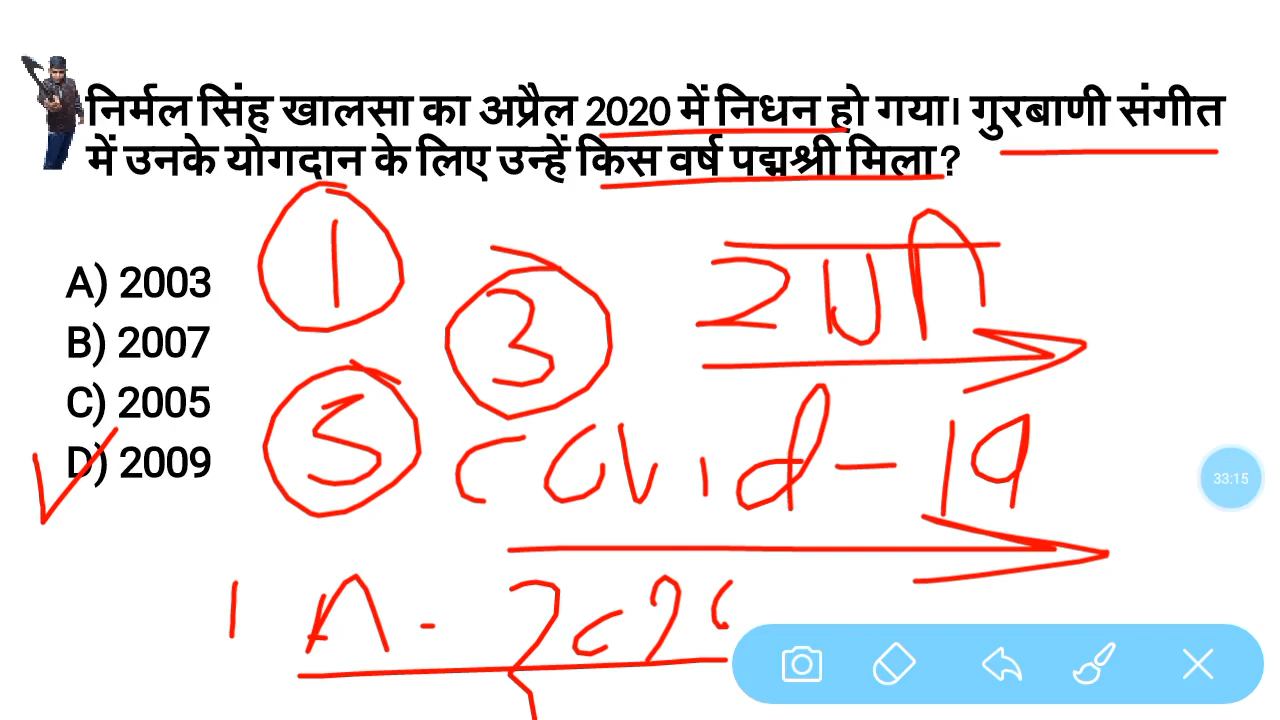 निर्मल सिंह खालसा का अप्रैल 2020 में निधन हो गया। गुरबाणी संगीत
में उनके योगदान के लिए उन्हें किस वर्ष पद्मश्री मिला?
A) 2003
1
B) 2007
3
C) 2005
5
D) 2009
COVID-19
33:15